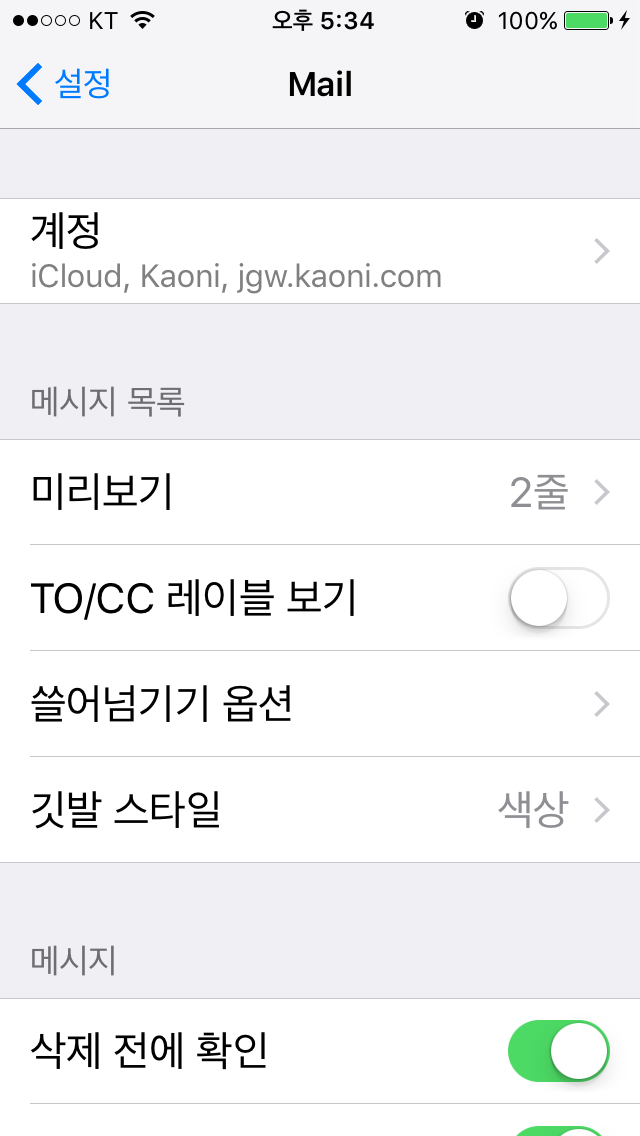 KT 오후 5:34 100%
설정 Mail
계정
iCloud, Kaoni, jgw.kaoni.com
메시지 목록
미리보기 2줄
TO/CC 레이블 보기
쓸어넘기기 옵션
깃발 스타일 색상
메시지
삭제 전에 확인